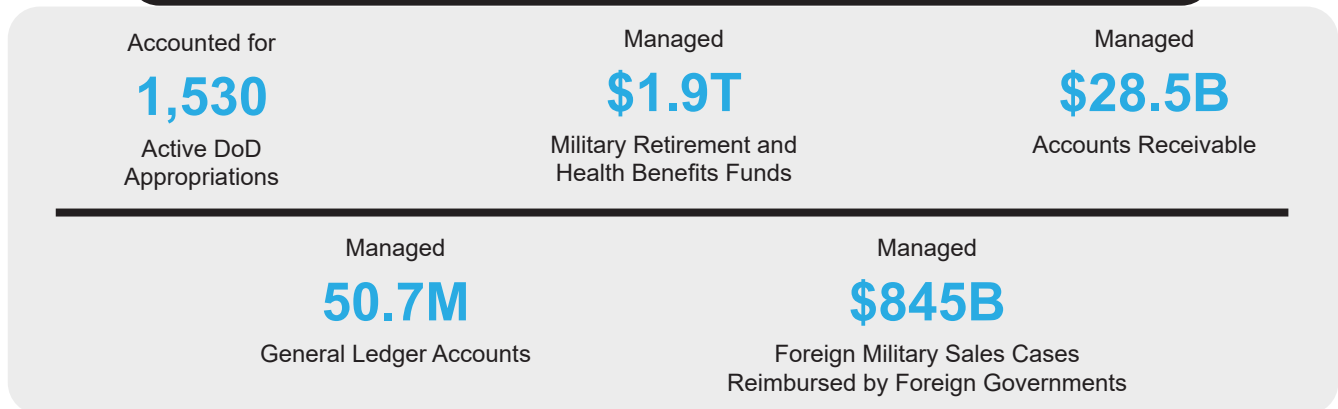 Accounted for
1,530
Active DoD
Appropriations
Managed
$1.9T
Military Retirement and
Health Benefits Funds
Managed
$28.5B
Accounts Receivable
Managed
50.7M
General Ledger Accounts
Managed
$845B
Foreign Military Sales Cases
Reimbursed by Foreign Governments